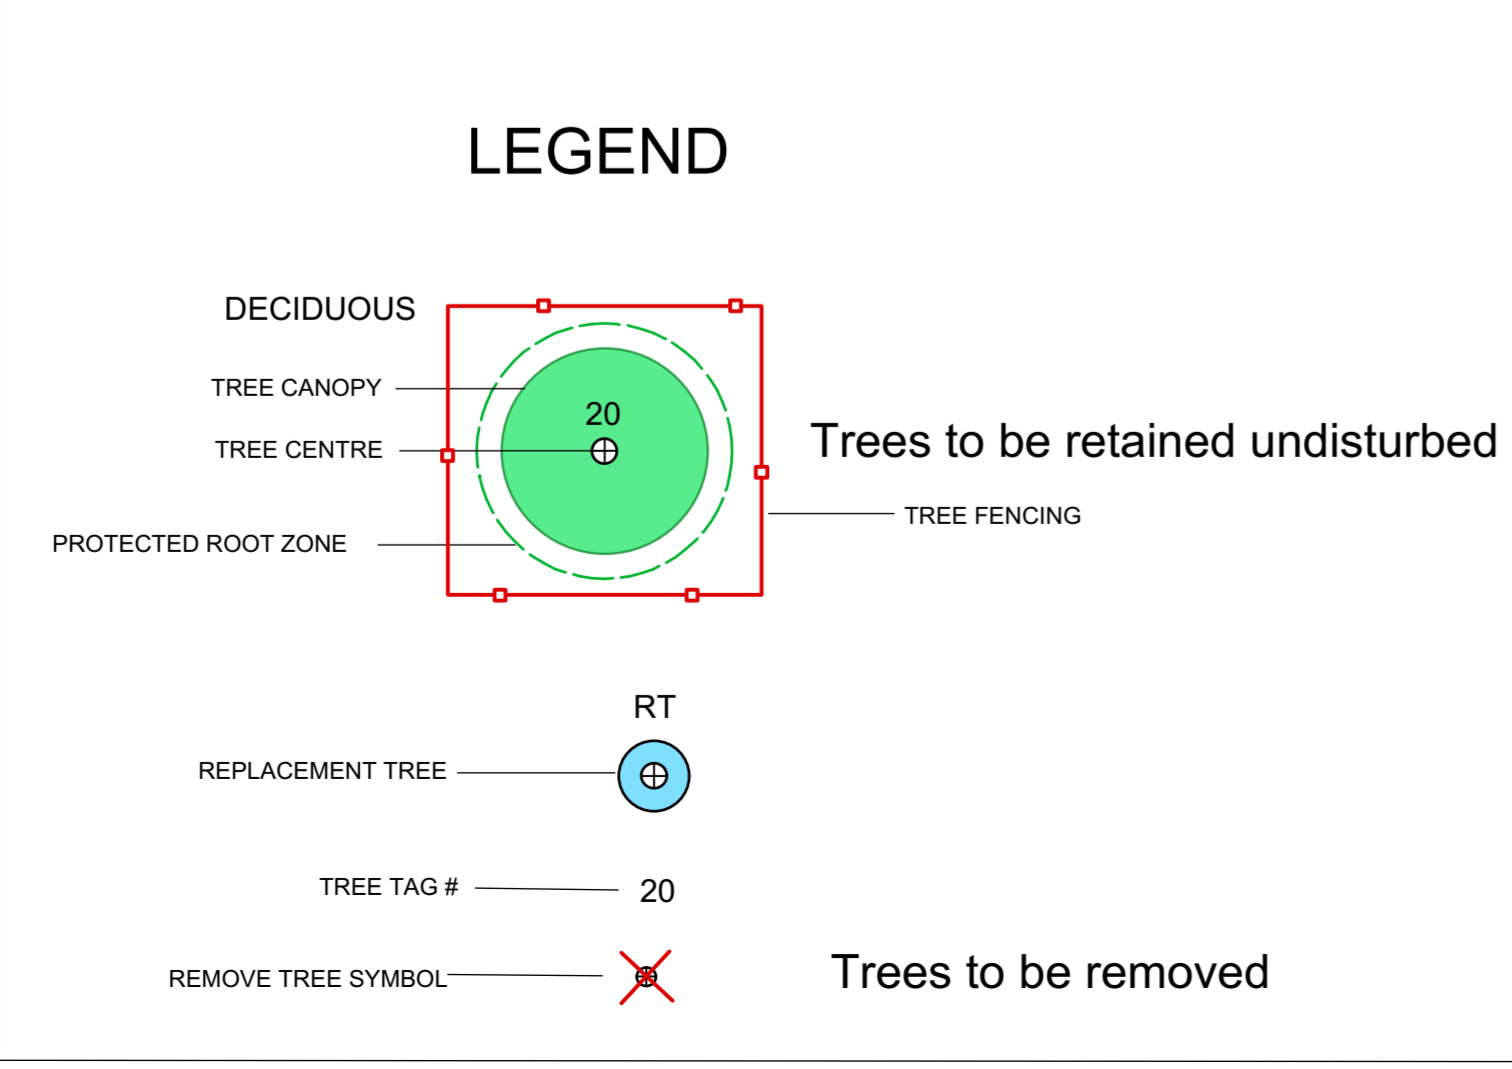 LEGEND
DECIDUOUS
TREE CANOPY
20
TREE CENTRE
Trees to be retained undisturbed
TREE FENCING
PROTECTED ROOT ZONE
RT
REPLACEMENT TREE
TREE TAG #
20
REMOVE TREE SYMBOL
Trees to be removed